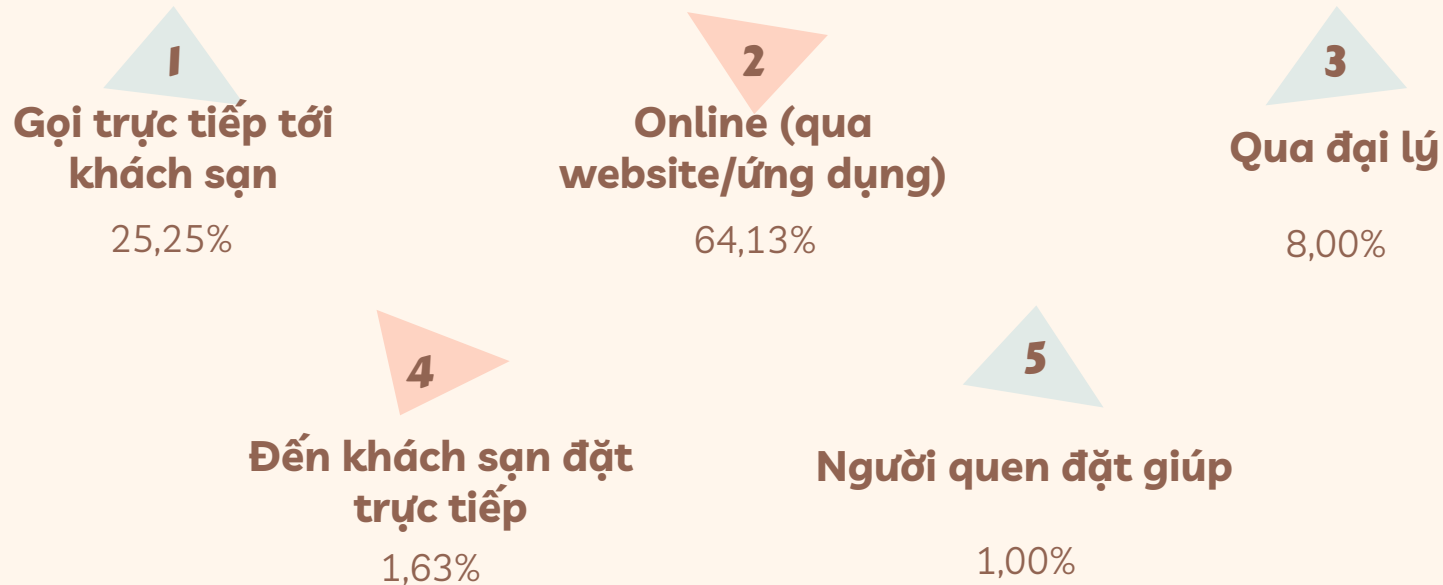 1
Gọi trực tiếp tới
khách sạn
25,25%
2
Online (qua
website/ứng dụng)
64,13%
3
Qua đại lý
8,00%
4
Đến khách sạn đặt
trực tiếp
1,63%
5
Người quen đặt giúp
1,00%